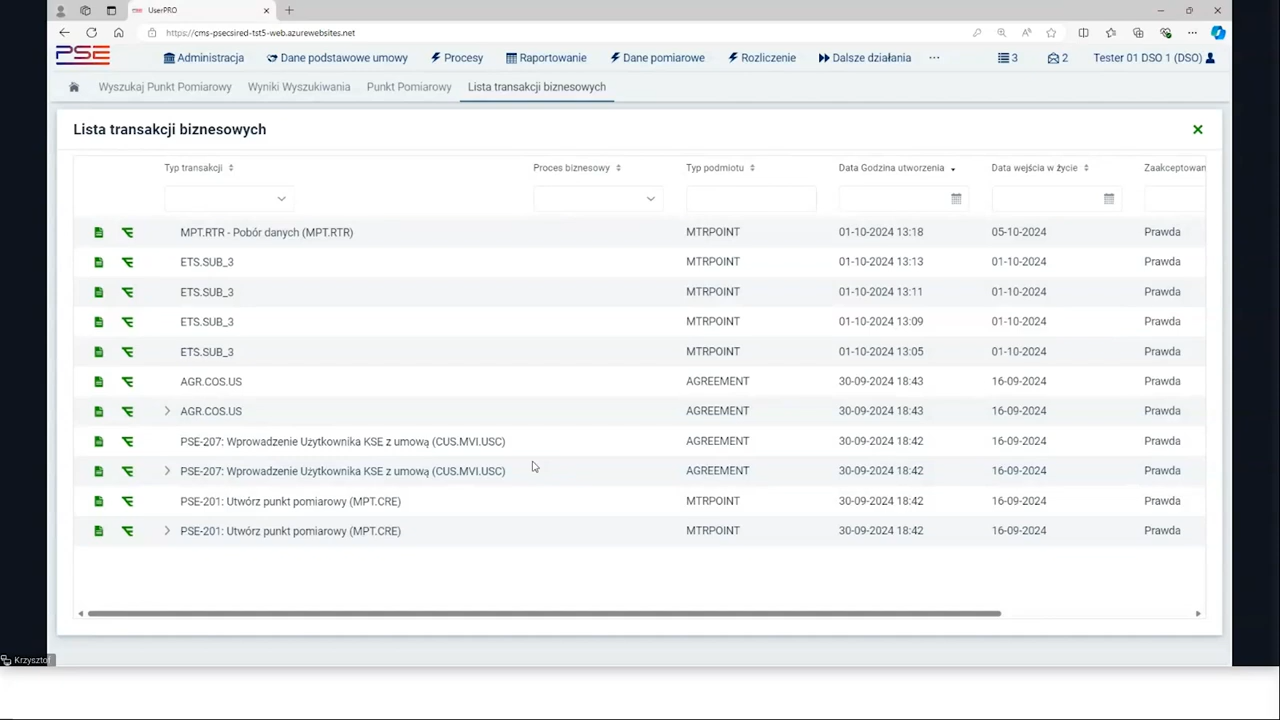 UserPRO
https://cms-psecsired-tst5-web.azurewebsites.net
PSE
Administracja Dane podstawowe umowy Procesy Raportowanie Dane pomiarowe Rozliczenie Dalsze działania ... 3 2 Tester 01 DSO 1 (DSO)
Wyszukaj Punkt Pomiarowy Wyniki Wyszukiwania Punkt Pomiarowy Lista transakcji biznesowych
Lista transakcji biznesowych
Typ transakcji Proces biznesowy Typ podmiotu Data Godzina utworzenia Data wejścia w życie Zaakceptowan
MPT.RTR - Pobór danych (MPT.RTR) MTRPOINT 01-10-2024 13:18 05-10-2024 Prawda
ETS.SUB_3 MTRPOINT 01-10-2024 13:13 01-10-2024 Prawda
ETS.SUB_3 MTRPOINT 01-10-2024 13:11 01-10-2024 Prawda
ETS.SUB_3 MTRPOINT 01-10-2024 13:09 01-10-2024 Prawda
ETS.SUB_3 MTRPOINT 01-10-2024 13:05 01-10-2024 Prawda
AGR.COS.US AGREEMENT 30-09-2024 18:43 16-09-2024 Prawda
AGR.COS.US AGREEMENT 30-09-2024 18:43 16-09-2024 Prawda
PSE-207: Wprowadzenie Użytkownika KSE z umową (CUS.MVI.USC) AGREEMENT 30-09-2024 18:42 16-09-2024 Prawda
PSE-207: Wprowadzenie Użytkownika KSE z umową (CUS.MVI.USC) AGREEMENT 30-09-2024 18:42 16-09-2024 Prawda
PSE-201: Utwórz punkt pomiarowy (MPT.CRE) MTRPOINT 30-09-2024 18:42 16-09-2024 Prawda
PSE-201: Utwórz punkt pomiarowy (MPT.CRE) MTRPOINT 30-09-2024 18:42 16-09-2024 Prawda
Krzysztof